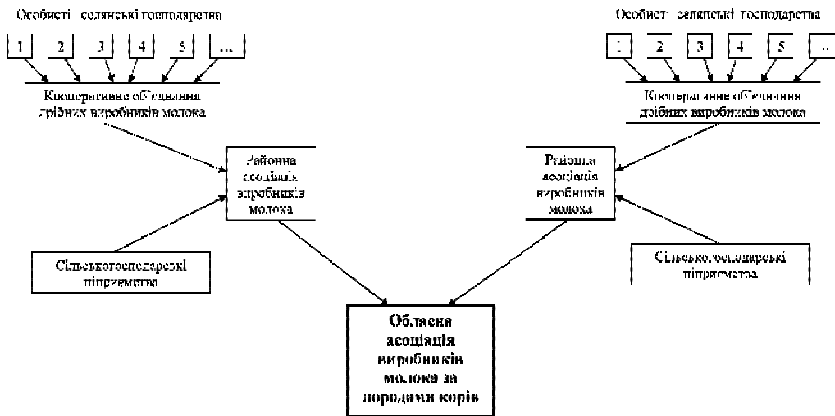 Особисті селянські господарства
1 2 3 4 5 ...
Кооперативне об'єднання
дрібних виробників молока
Районна
асоціація
виробників
молока
Сільськогосподарські
піприємства
Особисті селянські господарства
1 2 3 4 5 ...
Кооперативне об'єднання
дрібних виробників молока
Районна
асоціація
виробників
молока
Сільськогосподарські
піприємства
Обласна
асоціація
виробників
молока за
породами корів